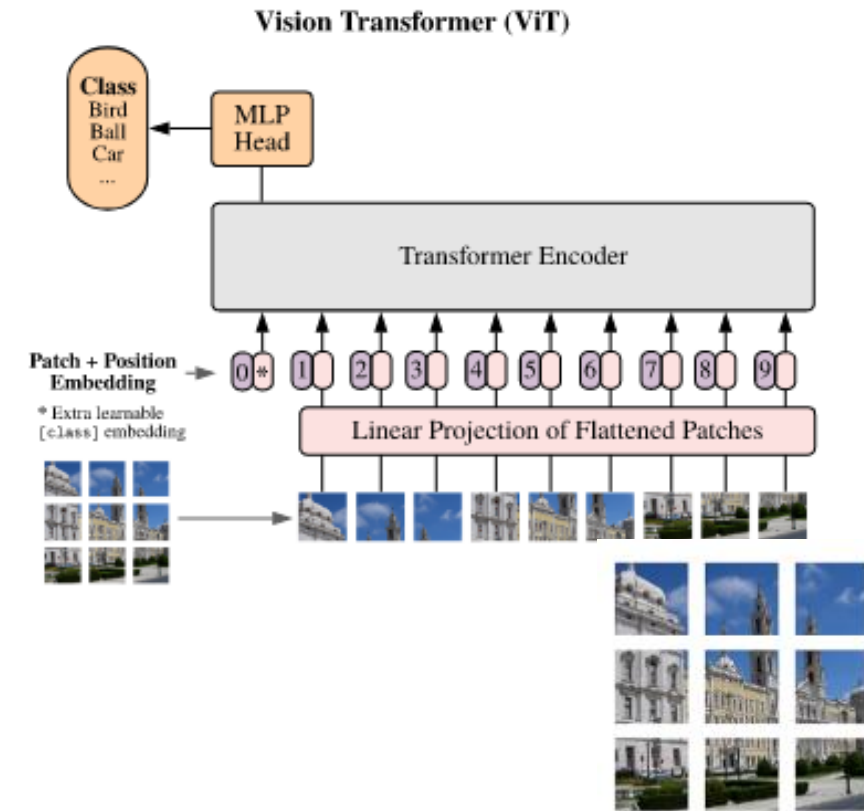 Vision Transformer (ViT)
Class
Bird
Ball
Car
...
MLP
Head
Transformer Encoder
Patch + Position
Embedding
0 * 1 2 3 4 5 6 7 8 9
* Extra learnable
[class] embedding
Linear Projection of Flattened Patches